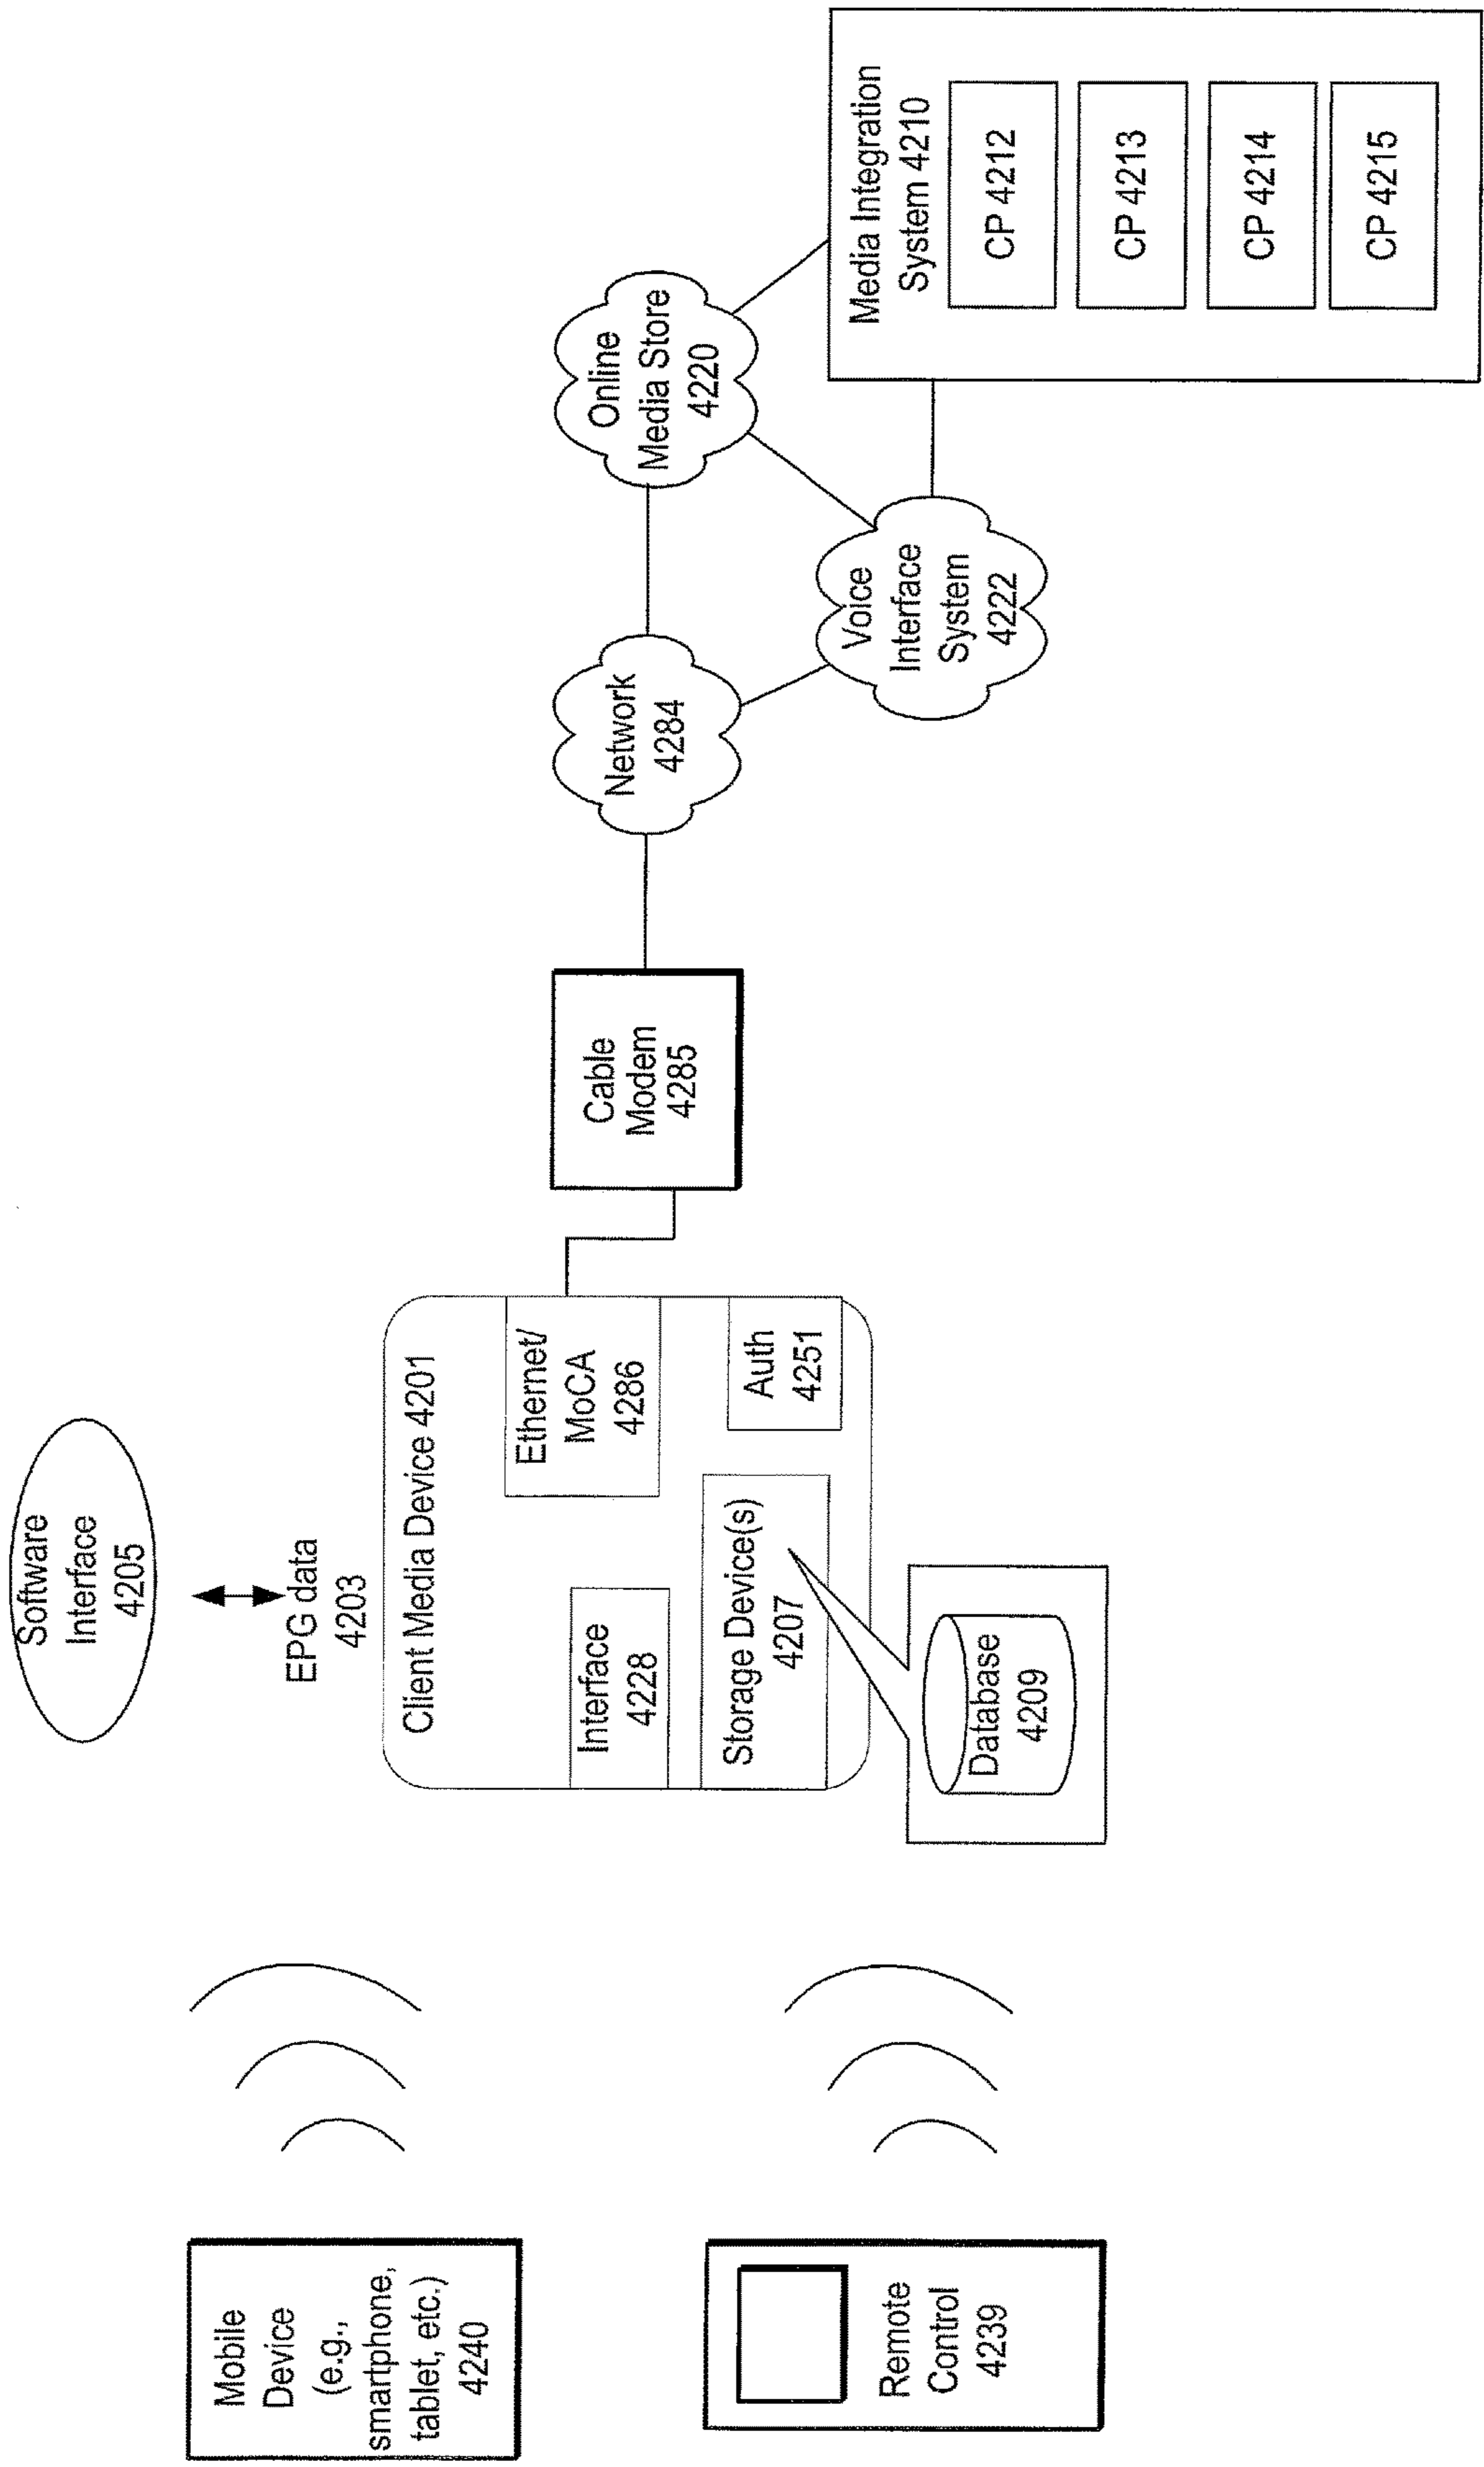 Mobile
Device
(e.g.,
smartphone,
tablet, etc.)
4240
Remote
Control
4239
Software
Interface
4205
EPG data
4203
Client Media Device 4201
Interface
4228
Ethernet/
MoCA
4286
Storage Device(s)
4207
Auth
4251
Database
4209
Cable
Modem
4285
Network
4284
Online
Media Store
4220
Voice
Interface
System
4222
Media Integration
System 4210
CP 4212
CP 4213
CP 4214
CP 4215